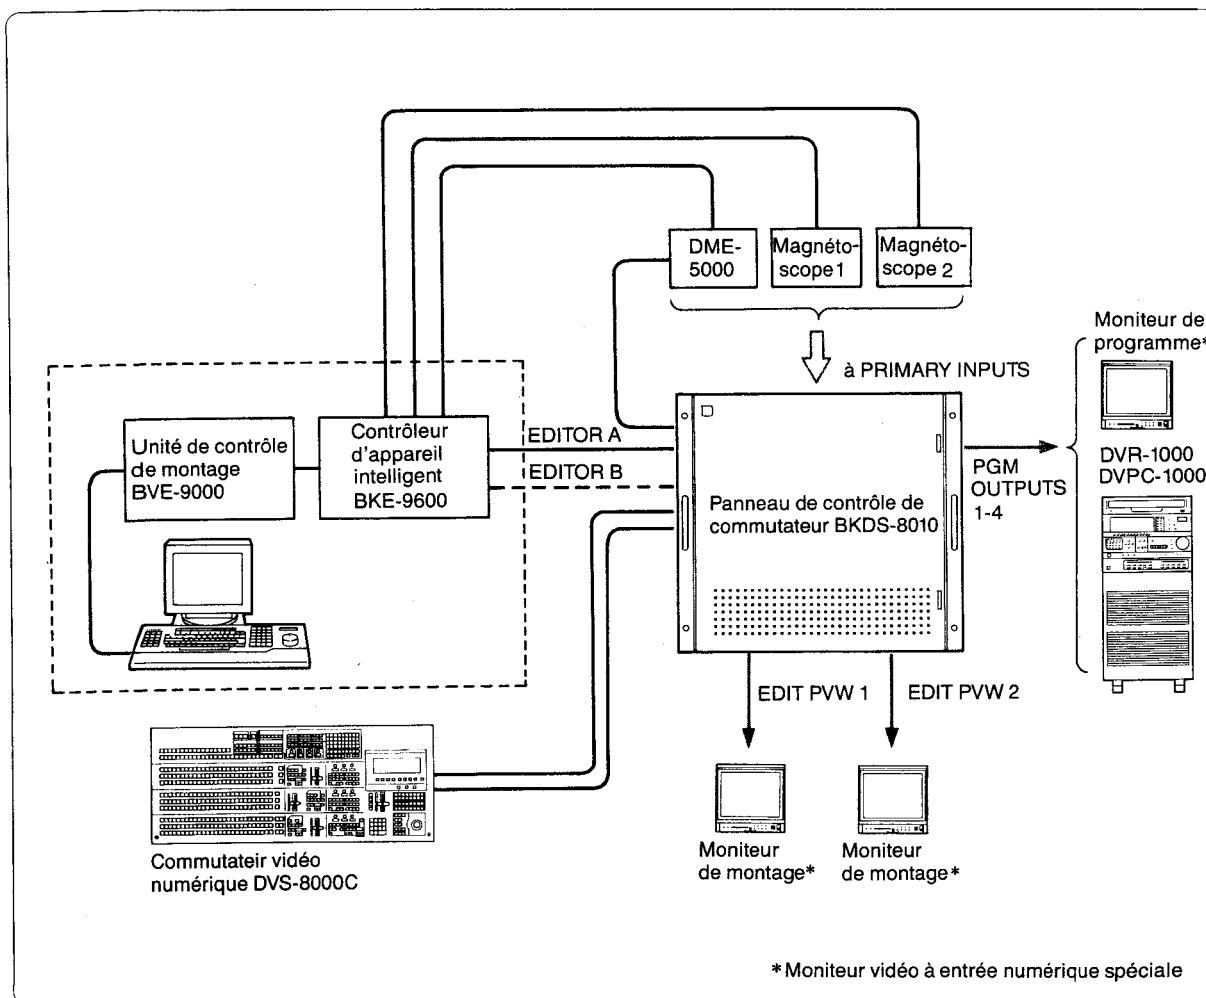 DME-
5000
Magnéto-
scope 1
Magnéto-
scope 2
Moniteur de
programme*
à PRIMARY INPUTS
Unité de contrôle
de montage
BVE-9000
Contrôleur
d'appareil
intelligent
BKE-9600
EDITOR A
EDITOR B
Panneau de contrôle de
commutateur BKDS-8010
PGM
OUTPUTS
1-4
DVR-1000
DVPC-1000
EDIT PVW 1
EDIT PVW 2
Commutateir vidéo
numérique DVS-8000C
Moniteur
de montage*
Moniteur
de montage*
* Moniteur vidéo à entrée numérique spéciale